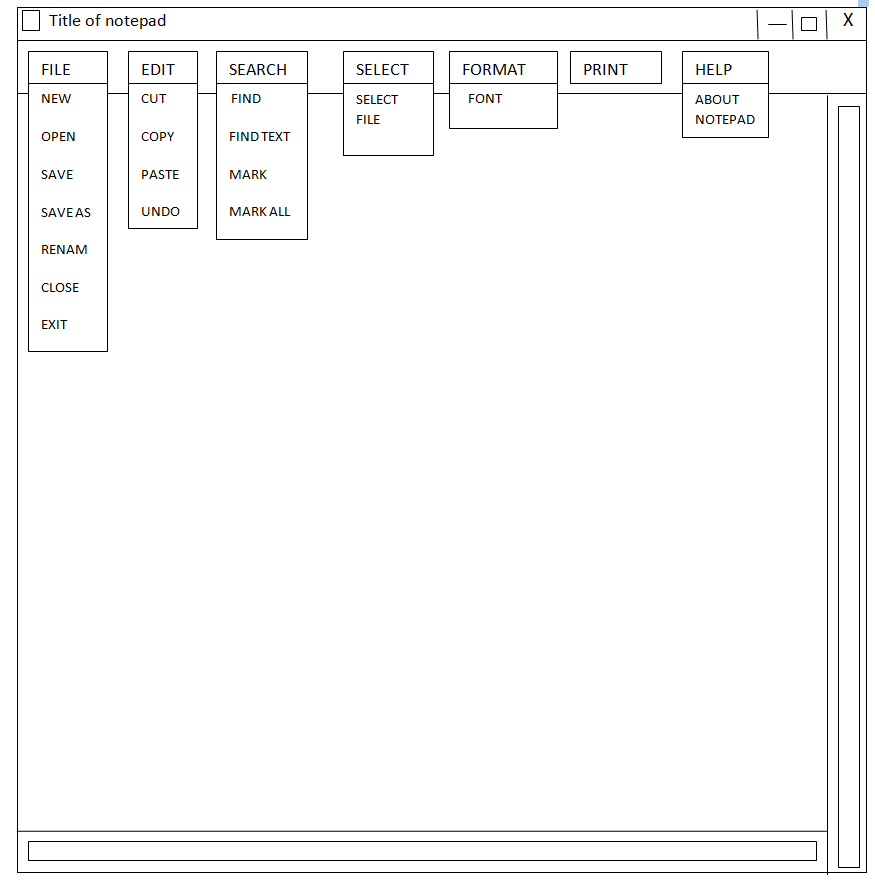 Title of notepad
X
FILE
NEW
OPEN
SAVE
SAVE AS
RENAM
CLOSE
EXIT
EDIT
CUT
COPY
PASTE
UNDO
SEARCH
FIND
FIND TEXT
MARK
MARK ALL
SELECT
SELECT
FILE
FORMAT
FONT
PRINT
HELP
ABOUT
NOTEPAD